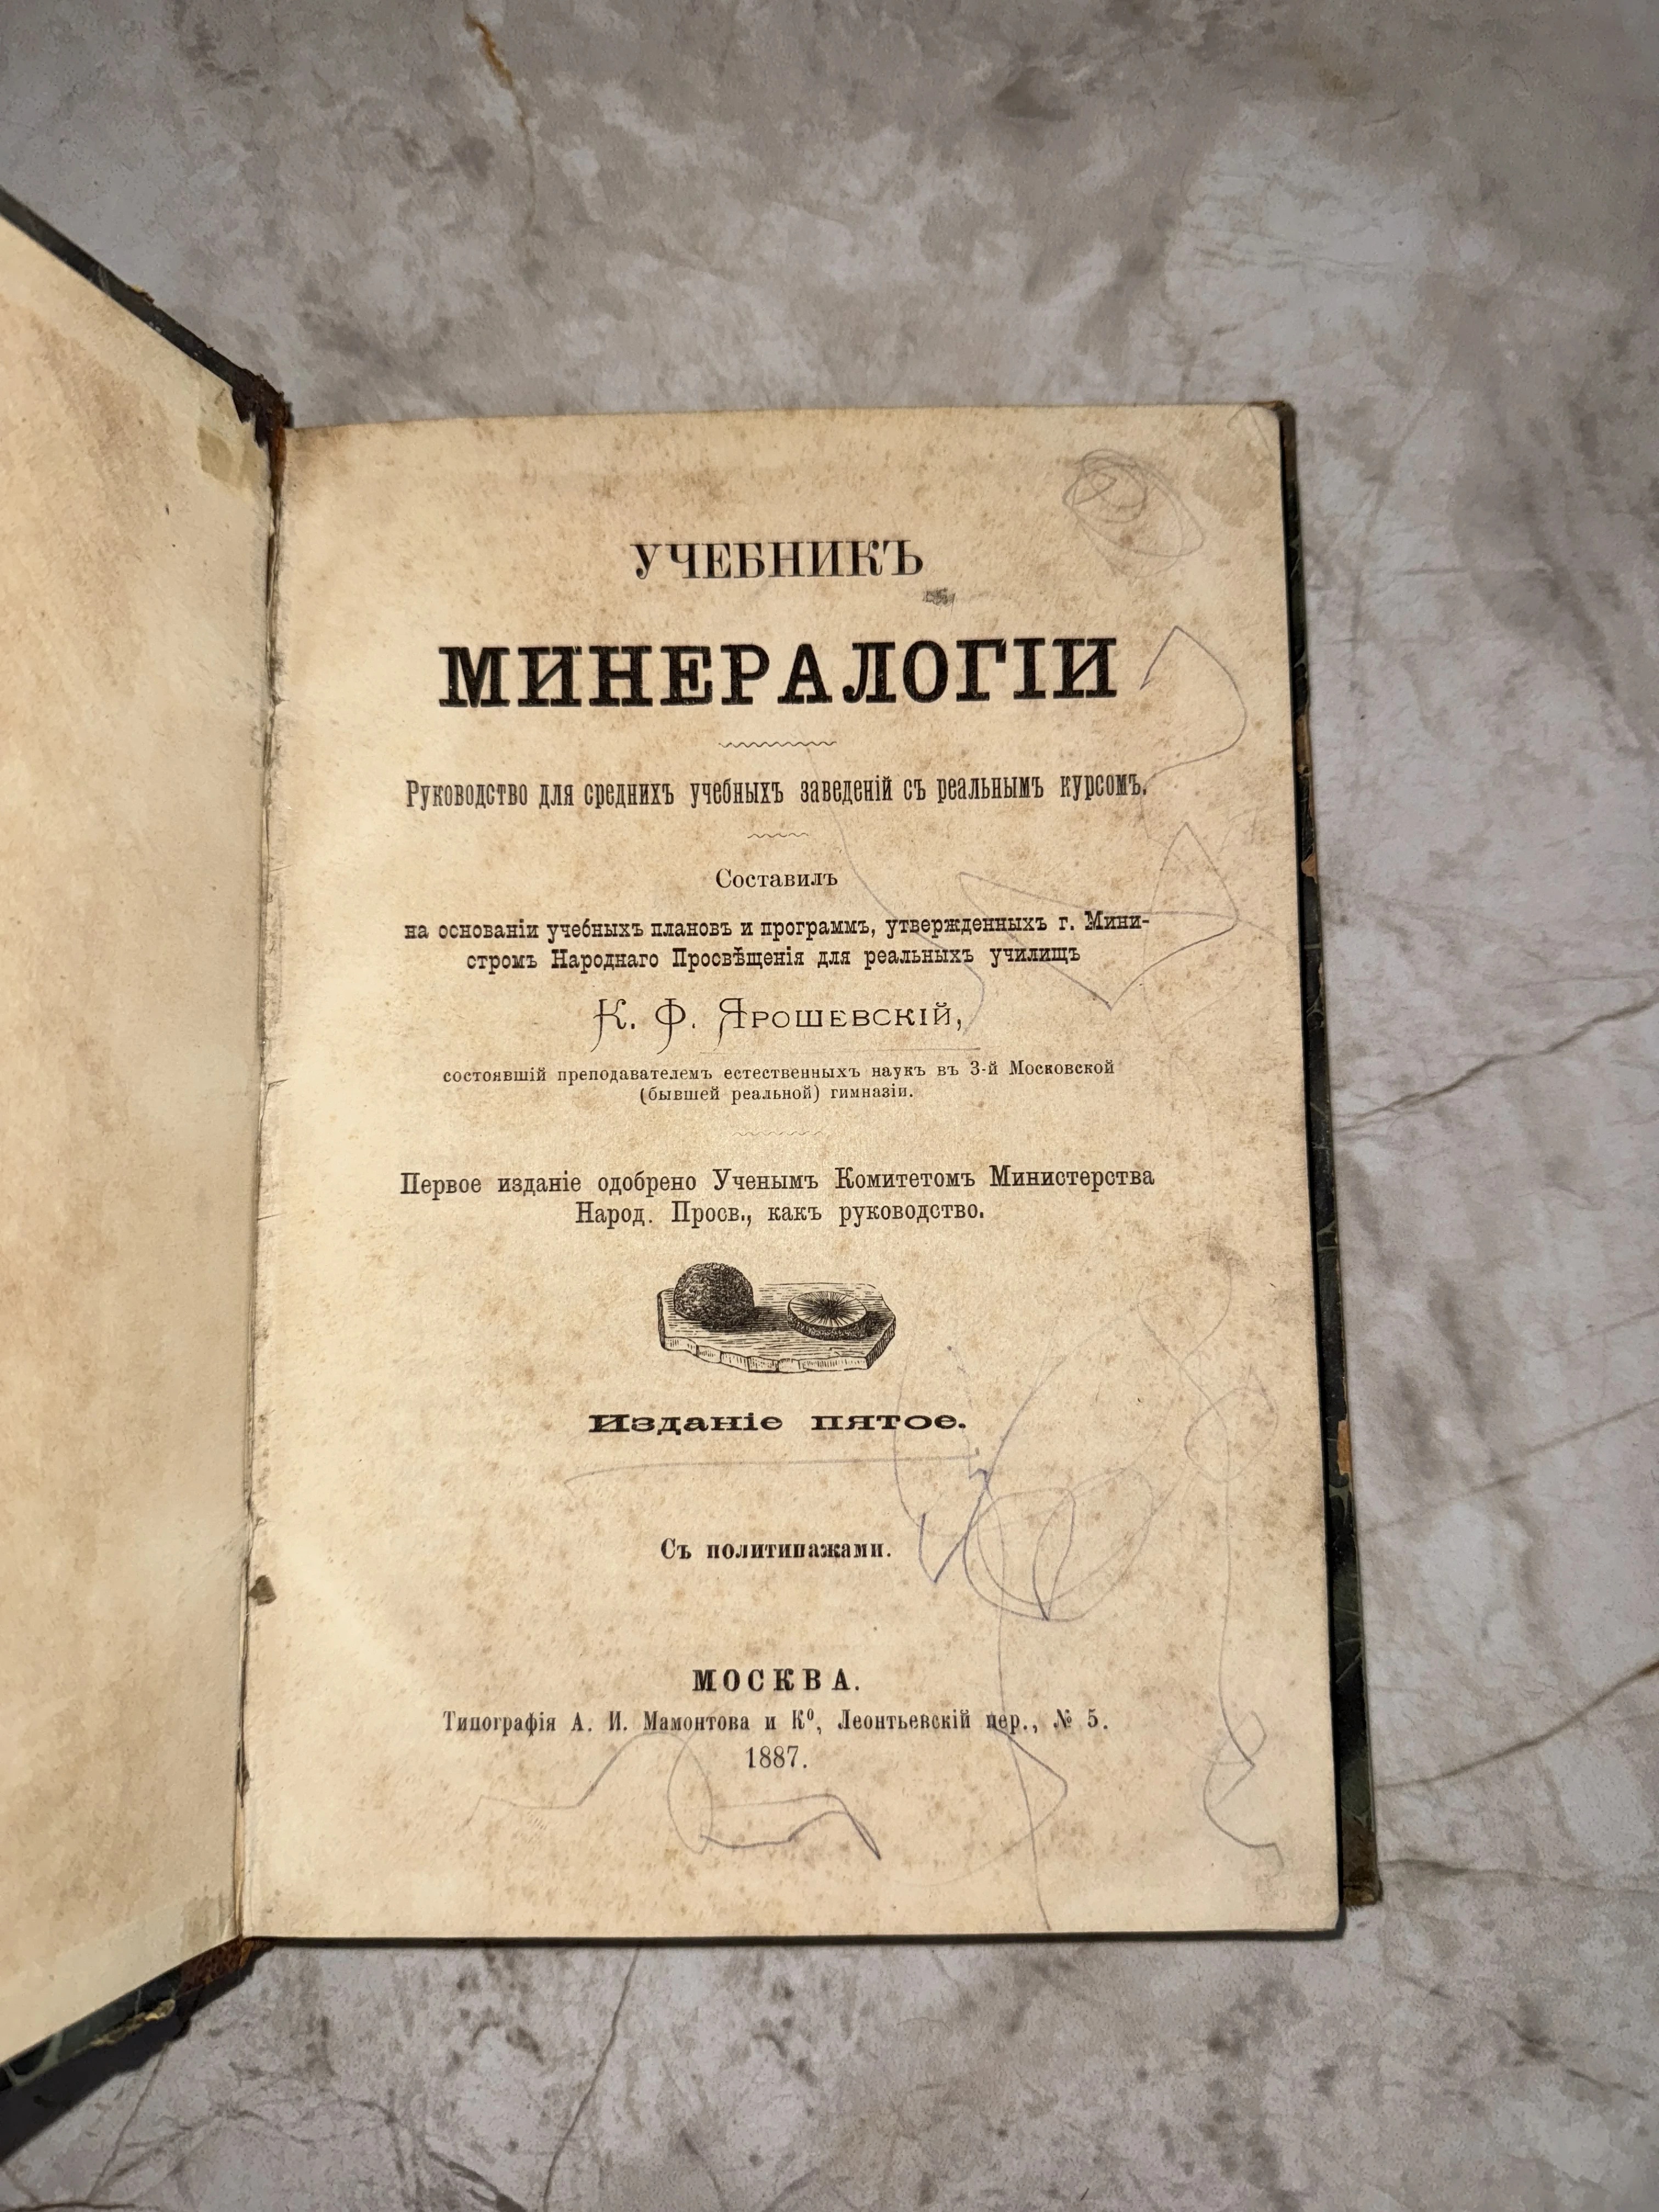 УЧЕБНИКЪ
МИНЕРАЛОГІИ
Руководство для среднихъ учебныхъ заведеній съ реальнымъ курсомъ.
Составилъ
на основаніи учебныхъ плановъ и программъ, утвержденныхъ г. Мини-
стромъ Народнаго Просвѣщенія для реальныхъ училищъ
К. Ф. Ярошевскій,
состоявшій преподавателемъ естественныхъ наукъ въ 3-й Московской
(бывшей реальной) гимназіи.
Первое изданіе одобрено Ученымъ Комитетомъ Министерства
Народ. Просв., какъ руководство.
Изданіе пятое.
Съ политипажами.
МОСКВА.
Типографія А. И. Мамонтова и К⁰, Леонтьевскій пер., № 5.
1887.